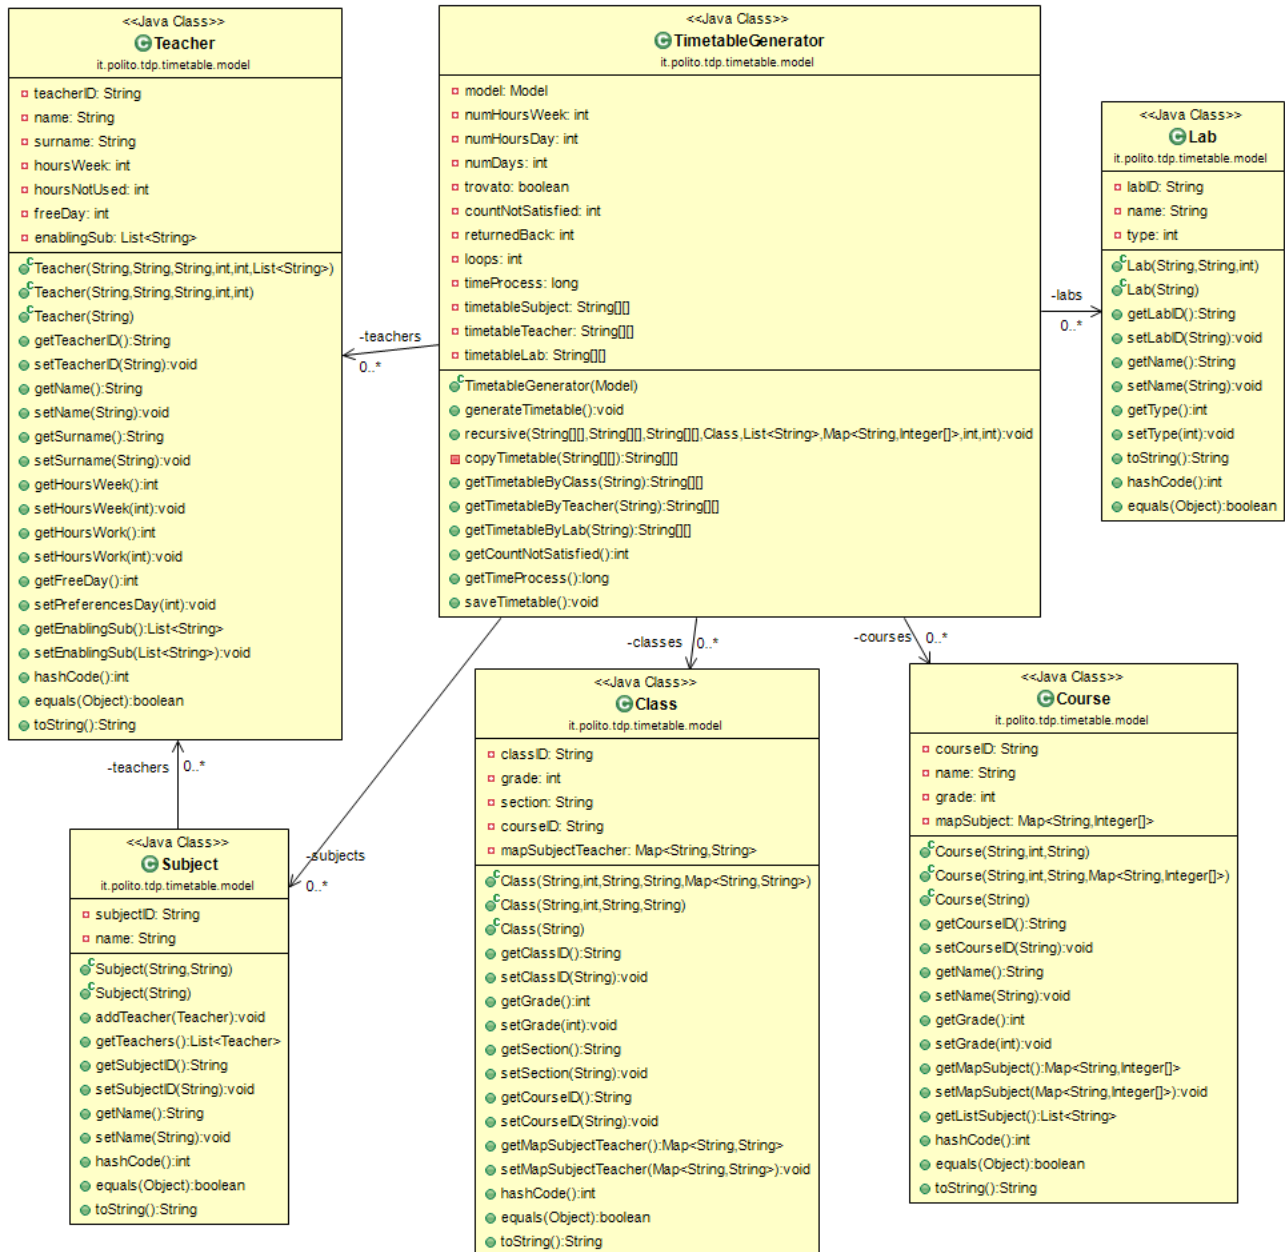 <<Java Class>>
Teacher
it.polito.tdp.timetable.model
teacherID: String
name: String
surname: String
hoursWeek: int
hoursNotUsed: int
freeDay: int
enablingSub: List<String>
Teacher(String,String,String,int,int,List<String>)
Teacher(String,String,String,int,int)
Teacher(String)
getTeacherID():String
setTeacherID(String):void
getName():String
setName(String):void
getSurname():String
setSurname(String):void
getHoursWeek():int
setHoursWeek(int):void
getHoursWork():int
setHoursWork(int):void
getFreeDay():int
setPreferencesDay(int):void
getEnablingSub():List<String>
setEnablingSub(List<String>):void
hashCode():int
equals(Object):boolean
toString():String
<<Java Class>>
TimetableGenerator
it.polito.tdp.timetable.model
model: Model
numHoursWeek: int
numHoursDay: int
numDays: int
trovato: boolean
countNotSatisfied: int
returnedBack: int
loops: int
timeProcess: long
timetableSubject: String[][]
timetableTeacher: String[][]
timetableLab: String[][]
TimetableGenerator(Model)
generateTimetable():void
recursive(String[][],String[][],String[][],Class,List<String>,Map<String,Integer[]>,int,int):void
copyTimetable(String[][]):String[][]
getTimetableByClass(String):String[][]
getTimetableByTeacher(String):String[][]
getTimetableByLab(String):String[][]
getCountNotSatisfied():int
getTimeProcess():long
saveTimetable():void
<<Java Class>>
Lab
it.polito.tdp.timetable.model
labID: String
name: String
type: int
Lab(String,String,int)
Lab(String)
getLabID():String
setLabID(String):void
getName():String
setName(String):void
getType():int
setType(int):void
toString():String
hashCode():int
equals(Object):boolean
-labs
0..*
-teachers
0..*
-classes 0..*
-courses 0..*
-subjects
0..*
-teachers 0..*
<<Java Class>>
Subject
it.polito.tdp.timetable.model
subjectID: String
name: String
Subject(String,String)
Subject(String)
addTeacher(Teacher):void
getTeachers():List<Teacher>
getSubjectID():String
setSubjectID(String):void
getName():String
setName(String):void
hashCode():int
equals(Object):boolean
toString():String
<<Java Class>>
Class
it.polito.tdp.timetable.model
classID: String
grade: int
section: String
courseID: String
mapSubjectTeacher: Map<String,String>
Class(String,int,String,String,Map<String,String>)
Class(String,int,String,String)
Class(String)
getClassID():String
setClassID(String):void
getGrade():int
setGrade(int):void
getSection():String
setSection(String):void
getCourseID():String
setCourseID(String):void
getMapSubjectTeacher():Map<String,String>
setMapSubjectTeacher(Map<String,String>):void
hashCode():int
equals(Object):boolean
toString():String
<<Java Class>>
Course
it.polito.tdp.timetable.model
courseID: String
name: String
grade: int
mapSubject: Map<String,Integer[]>
Course(String,int,String)
Course(String,int,String,Map<String,Integer[]>)
Course(String)
getCourseID():String
setCourseID(String):void
getName():String
setName(String):void
getGrade():int
setGrade(int):void
getMapSubject():Map<String,Integer[]>
setMapSubject(Map<String,Integer[]>):void
getListSubject():List<String>
hashCode():int
equals(Object):boolean
toString():String